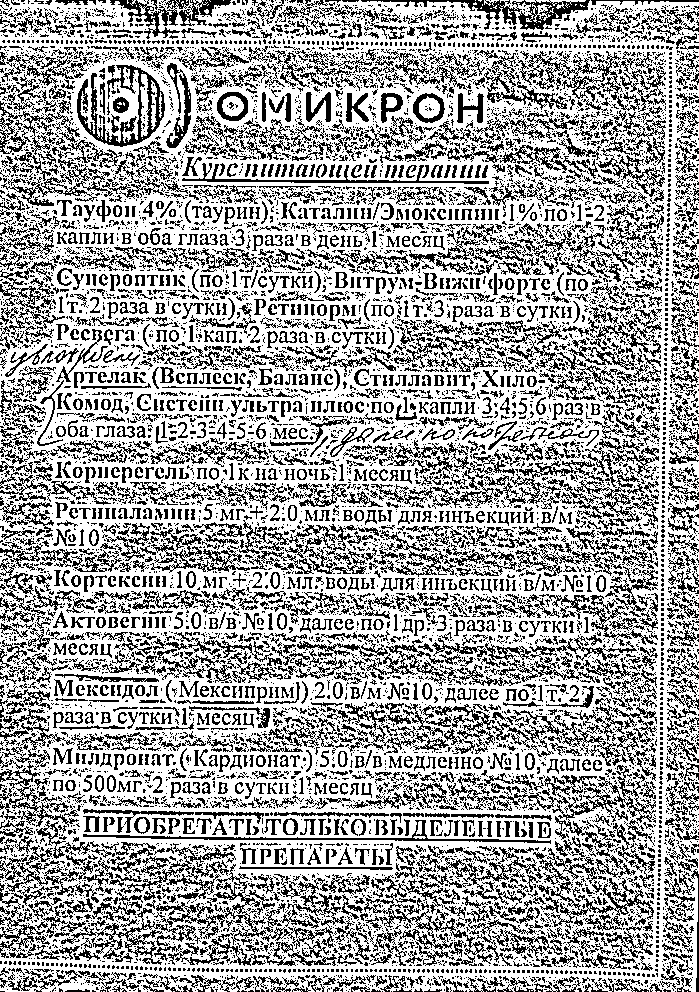 ОМИКРОН
Курс питающей терапии
Тауфон 4% (таурин), Каталин/Эмоксипин 1% по 1-2
капли в оба глаза 3 раза в день 1 месяц
Супероптик (по 1т/сутки), Витрум-Вижн форте (по
1т. 2 раза в сутки), Ретинорм (по 1т. 3 раза в сутки),
Ресвега ( по 1 кап. 2 раза в сутки)
Артелак (Всплеск, Баланс), Стиллавит, Хило-
Комод, Систейн ультра плюс по 1 капли 3,4,5,6 раз в
оба глаза 1-2-3-4-5-6 мес., далее по
Корнерегель по 1к на ночь 1 месяц
Ретиналамин 5 мг + 2.0 мл. воды для инъекций в/м
№10
Кортексин 10 мг + 2.0 мл. воды для инъекций в/м №10
Актовегин 5.0 в/в №10, далее по 1др. 3 раза в сутки 1
месяц
Мексидол ( Мексиприм) 2.0 в/м №10, далее по 1т. 2
раза в сутки 1 месяц
Милдронат ( Кардионат ) 5.0 в/в медленно №10, далее
по 500мг. 2 раза в сутки 1 месяц
ПРИОБРЕТАТЬ ТОЛЬКО ВЫДЕЛЕННЫЕ
ПРЕПАРАТЫ